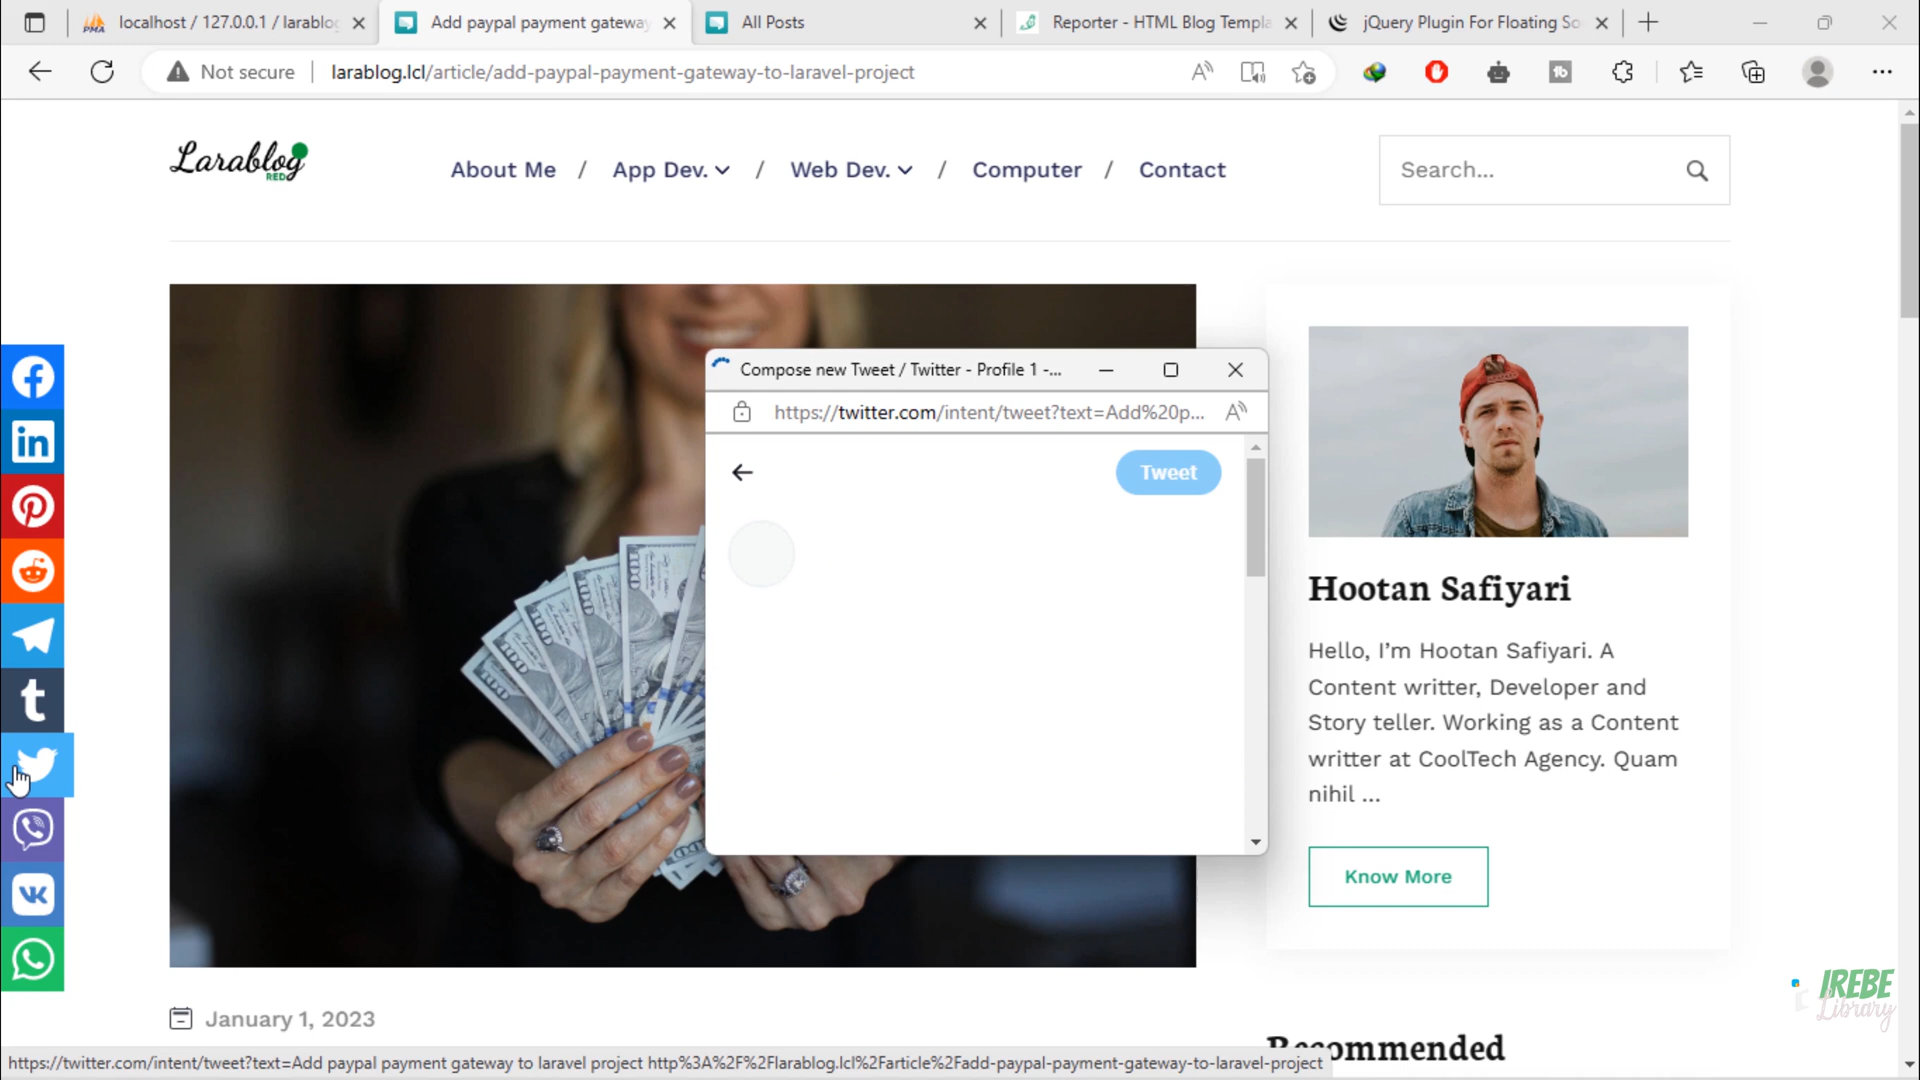 localhost / 127.0.0.1 / larablog
Add paypal payment gateway
All Posts
Reporter - HTML Blog Templa
jQuery Plugin For Floating So
Not secure
larablog.lcl/article/add-paypal-payment-gateway-to-laravel-project
Larablog
RED
About Me / App Dev. / Web Dev. / Computer / Contact
Search...
Compose new Tweet / Twitter - Profile 1 -...
https://twitter.com/intent/tweet?text=Add%20p...
Tweet
Hootan Safiyari
Hello, I'm Hootan Safiyari. A
Content writter, Developer and
Story teller. Working as a Content
writter at CoolTech Agency. Quam
nihil ...
Know More
January 1, 2023
Recommended
IREBE
Library
https://twitter.com/intent/tweet?text=Add paypal payment gateway to laravel project http%3A%2F%2Flarablog.lcl%2Farticle%2Fadd-paypal-payment-gateway-to-laravel-project